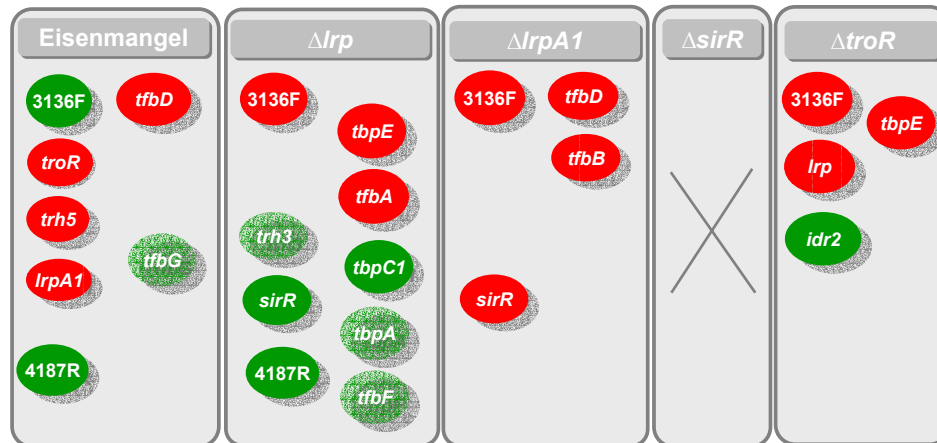 Eisenmangel
3136F
tfbD
troR
trh5
tfbG
lrpA1
4187R
Δlrp
3136F
tbpE
tfbA
trh3
tbpC1
sirR
tbpA
4187R
tfbF
ΔlrpA1
3136F
tfbD
tfbB
sirR
ΔsirR
ΔtroR
3136F
tbpE
lrp
idr2